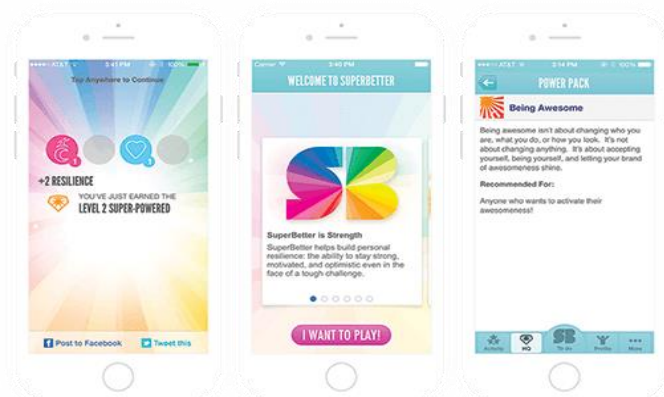 AT&T 3:41 PM 100%
Tap Anywhere to Continue
1
3
+2 RESILIENCE
YOU'VE JUST EARNED THE
LEVEL 2 SUPER-POWERED
Post to Facebook
Tweet this
Carrier 3:40 PM
WELCOME TO SUPERBETTER
SB
SuperBetter is Strength
SuperBetter helps build personal
resilience: the ability to stay strong,
motivated, and optimistic even in the
face of a tough challenge.
I WANT TO PLAY!
AT&T 3:14 PM 100%
POWER PACK
Being Awesome
Being awesome isn't about changing who you
are, what you do, or how you look. It's not
about changing anything. It's about accepting
yourself, being yourself, and letting your brand
of awesomeness shine.
Recommended For:
Anyone who wants to activate their
awesomeness!
HQ
SB
To do
Profile
More